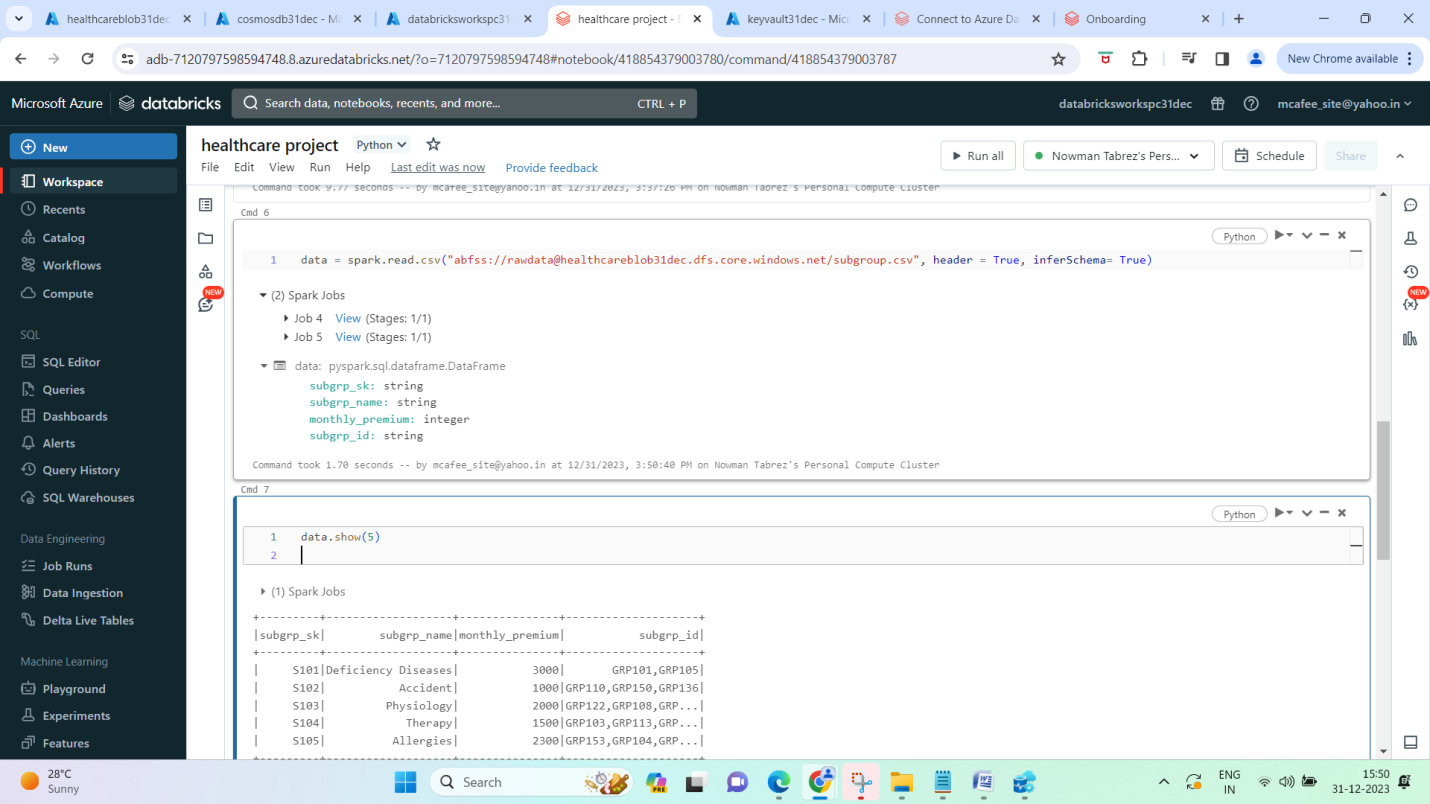 healthcareblob31dec
cosmosdb31dec - Mi
databricksworkspc31
healthcare project - D
keyvault31dec - Micr
Connect to Azure Da
Onboarding
adb-7120797598594748.8.azuredatabricks.net/?o=7120797598594748#notebook/418854379003780/command/418854379003787
New Chrome available
Microsoft Azure
databricks
Search data, notebooks, recents, and more...
CTRL + P
databricksworkspc31dec
mcafee_site@yahoo.in
New
Workspace
Recents
Catalog
Workflows
Compute
SQL
SQL Editor
Queries
Dashboards
Alerts
Query History
SQL Warehouses
Data Engineering
Job Runs
Data Ingestion
Delta Live Tables
Machine Learning
Playground
Experiments
Features
healthcare project
Python
File Edit View Run Help Last edit was now Provide feedback
Run all
Nowman Tabrez's Pers...
Schedule
Share
NEW
NEW
Command took 9.77 seconds -- by mcafee_site@yahoo.in at 12/31/2023, 3:37:26 PM on Nowman Tabrez's Personal Compute Cluster
Cmd 6
Python
1 data = spark.read.csv("abfss://rawdata@healthcareblob31dec.dfs.core.windows.net/subgroup.csv", header = True, inferSchema= True)
(2) Spark Jobs
Job 4 View (Stages: 1/1)
Job 5 View (Stages: 1/1)
data: pyspark.sql.dataframe.DataFrame
subgrp_sk: string
subgrp_name: string
monthly_premium: integer
subgrp_id: string
Command took 1.70 seconds -- by mcafee_site@yahoo.in at 12/31/2023, 3:50:40 PM on Nowman Tabrez's Personal Compute Cluster
Cmd 7
Python
1 data.show(5)
2
(1) Spark Jobs
+---------+-------------------+---------------+--------------------+
|subgrp_sk|        subgrp_name|monthly_premium|           subgrp_id|
+---------+-------------------+---------------+--------------------+
|     S101|Deficiency Diseases|           3000|       GRP101,GRP105|
|     S102|           Accident|           1000|GRP110,GRP150,GRP136|
|     S103|         Physiology|           2000|GRP122,GRP108,GRP...|
|     S104|            Therapy|           1500|GRP103,GRP113,GRP...|
|     S105|          Allergies|           2300|GRP153,GRP104,GRP...|
28°C
Sunny
Search
PRE
ENG
IN
15:50
31-12-2023